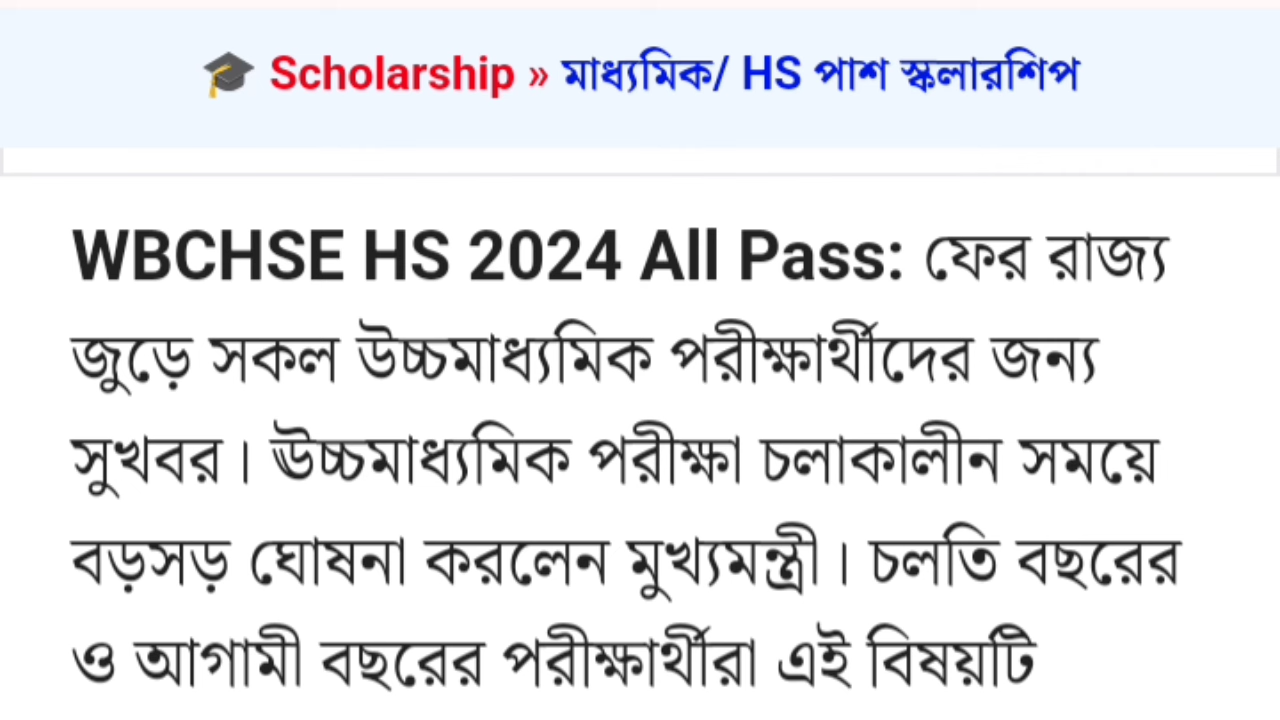 🎓 Scholarship » মাধ্যমিক/ HS পাশ স্কলারশিপ
WBCHSE HS 2024 All Pass: ফের রাজ্য
জুড়ে সকল উচ্চমাধ্যমিক পরীক্ষার্থীদের জন্য
সুখবর। ঊচ্চমাধ্যমিক পরীক্ষা চলাকালীন সময়ে
বড়সড় ঘোষনা করলেন মুখ্যমন্ত্রী। চলতি বছরের
ও আগামী বছরের পরীক্ষার্থীরা এই বিষয়টি